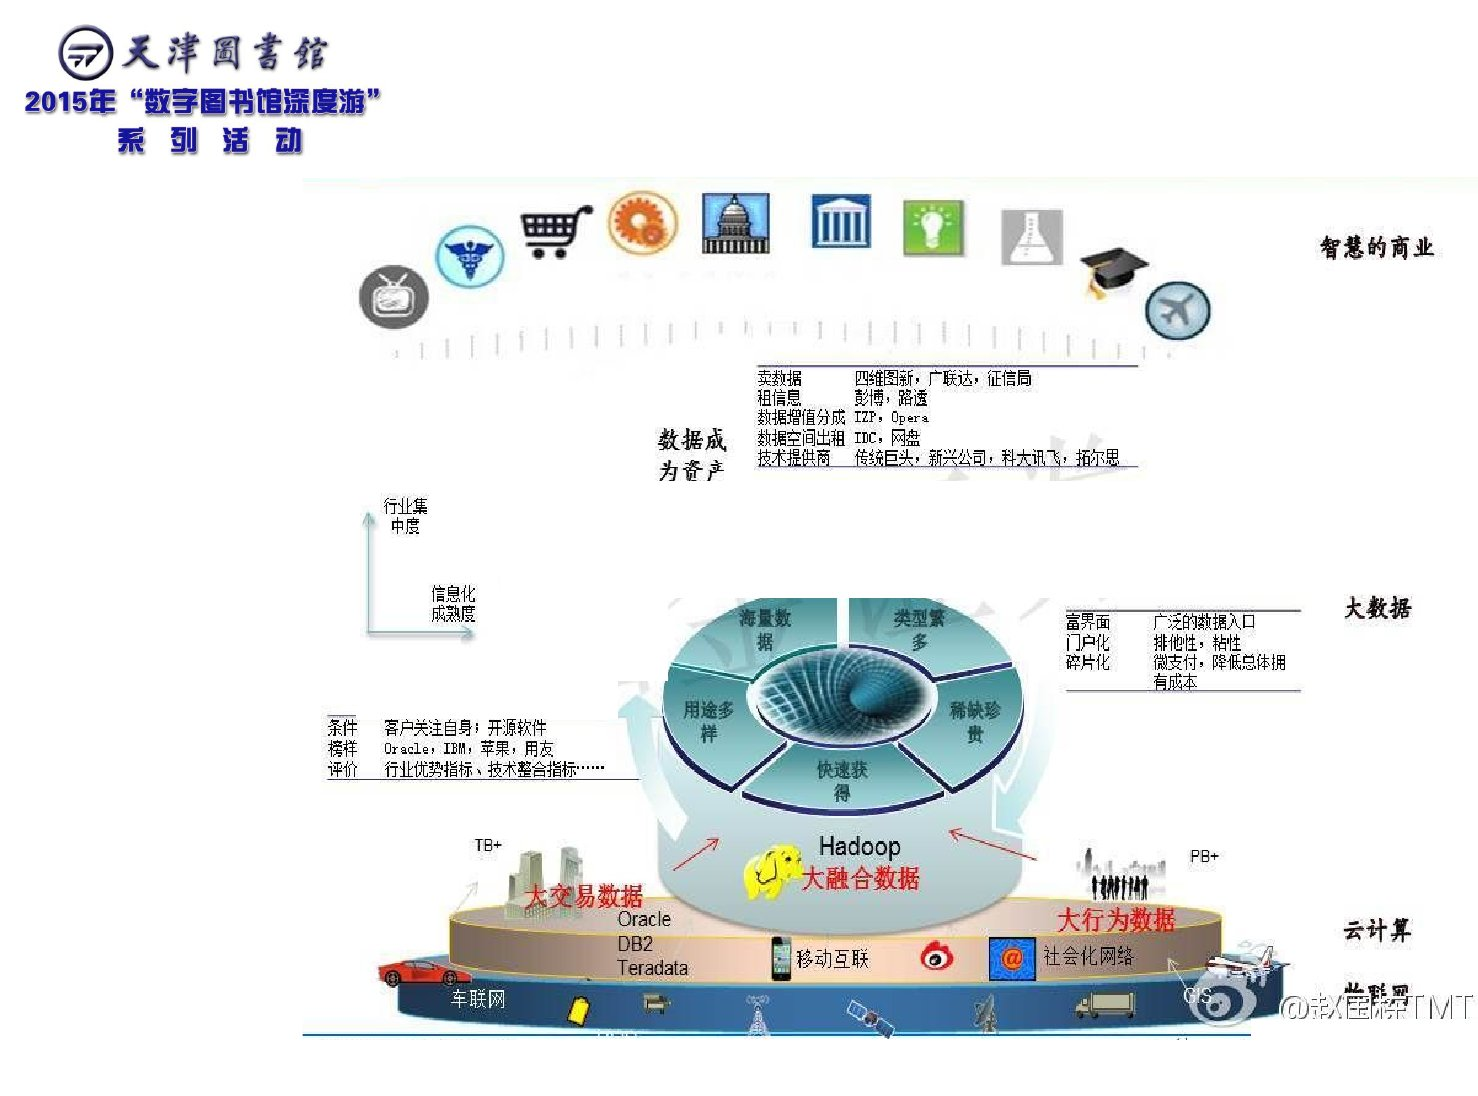 天津圖書館
2015年“数字图书馆深度游”
系列活动
智慧的商业
卖数据 四维图新，广联达，征信局
租信息 彭博，路透
数据增值分成 IZP，Opera
数据空间出租 IDC，网盘
技术提供商 传统巨头，新兴公司，科大讯飞，拓尔思
数据成
为资产
行业集
中度
信息化
成熟度
大数据
海量数
据
类型繁
多
用途多
样
稀缺珍
贵
快速获
得
富界面 广泛的数据入口
门户化 排他性，粘性
碎片化 微支付，降低总体拥
有成本
条件 客户关注自身；开源软件
榜样 Oracle，IBM，苹果，用友
评价 行业优势指标、技术整合指标……
TB+
Hadoop
PB+
大融合数据
大交易数据
大行为数据
Oracle
DB2
Teradata
移动互联
社会化网络
云计算
车联网
GIS
物联网
@赵国栋TMT